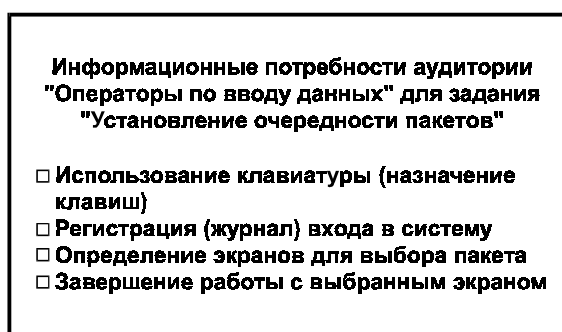 Информационные потребности аудитории
"Операторы по вводу данных" для задания
"Установление очередности пакетов"
□ Использование клавиатуры (назначение
клавиш)
□ Регистрация (журнал) входа в систему
□ Определение экранов для выбора пакета
□ Завершение работы с выбранным экраном